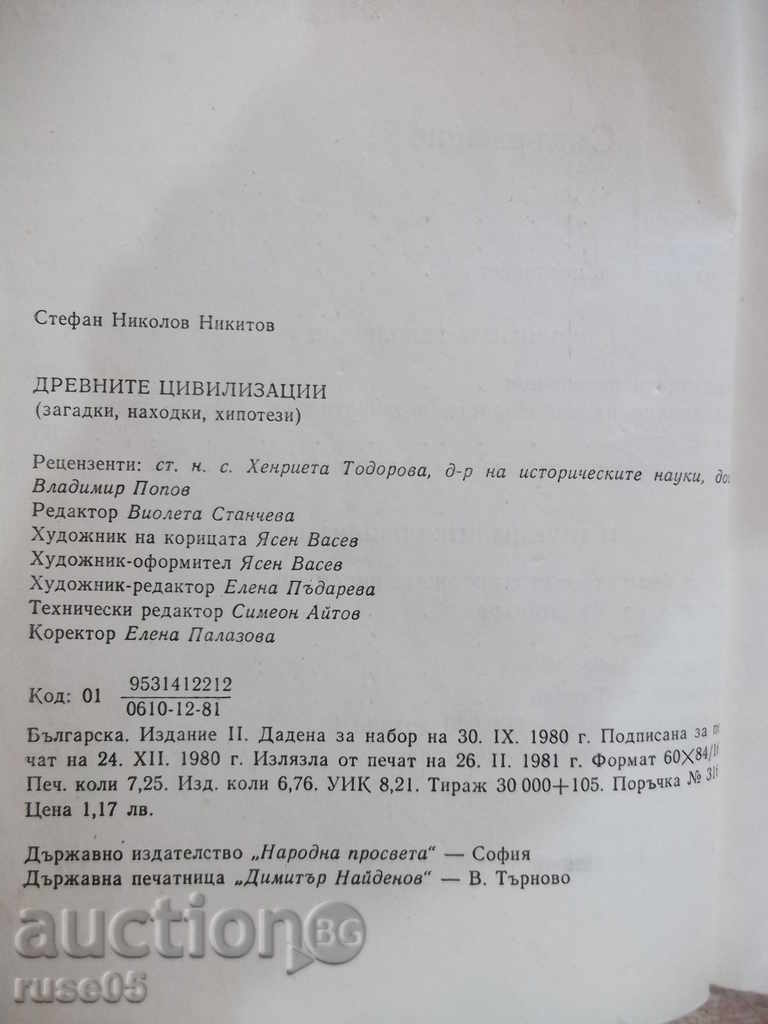 Стефан Николов Никитов
ДРЕВНИТЕ ЦИВИЛИЗАЦИИ
(загадки, находки, хипотези)
Рецензенти: ст. н. с. Хенриета Тодорова, д-р на историческите науки,
Владимир Попов
Редактор Виолета Станчева
Художник на корицата Ясен Васев
Художник-оформител Ясен Васев
Художник-редактор Елена Пъдарева
Технически редактор Симеон Айтов
Коректор Елена Палазова
9531412212
Код: 01
0610-12-81
Българска. Издание II. Дадена за набор на 30. IX. 1980 г. Подписана за
чат на 24. XII. 1980 г. Излязла от печат на 26. II. 1981 г. Формат 60×84/16
Печ. коли 7,25. Изд. коли 6,76. УИК 8,21. Тираж 30 000+105. Поръчка №
Цена 1,17 лв.
Държавно издателство „Народна просвета“ — София
Държавна печатница „Димитър Найденов“ — В. Търново
auction BG
ruse05